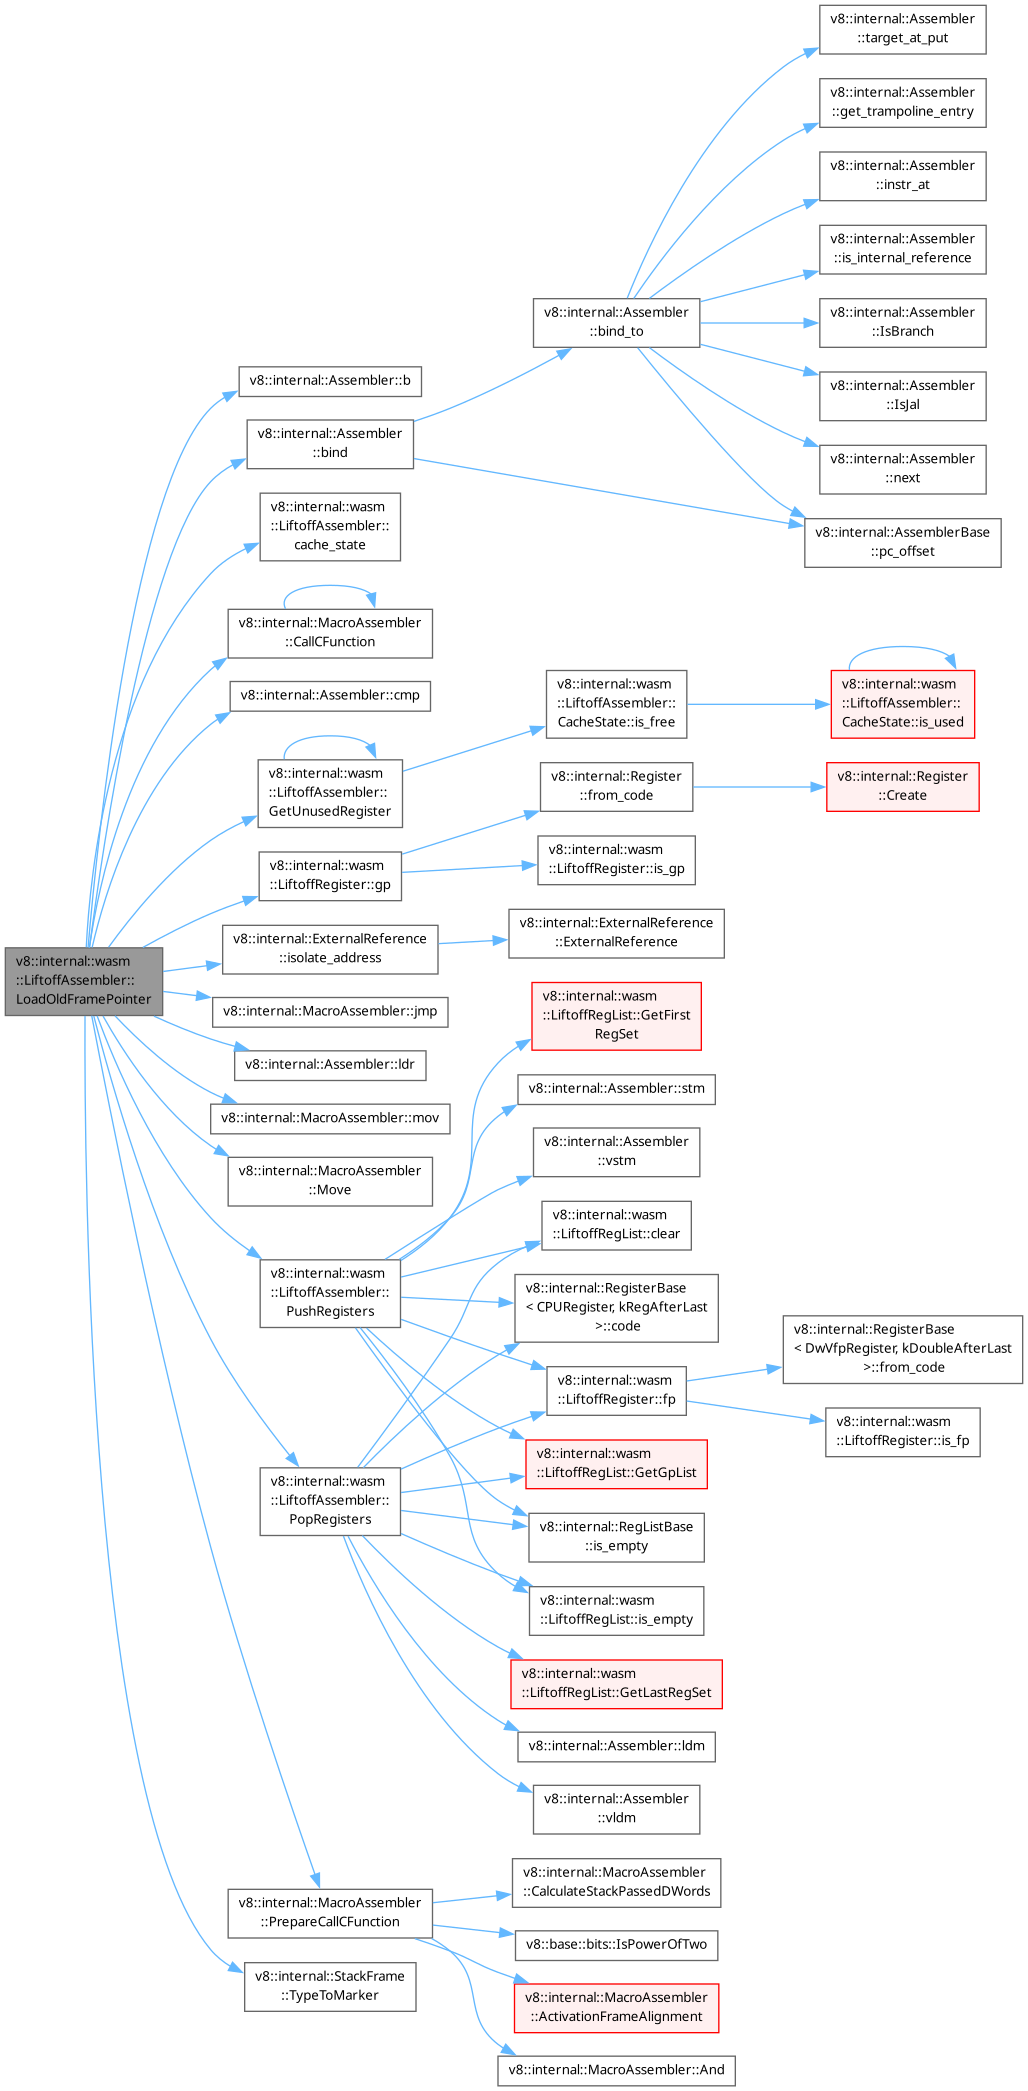 v8::internal::Assembler
::target_at_put
v8::internal::Assembler
::get_trampoline_entry
v8::internal::Assembler
::instr_at
v8::internal::Assembler
::is_internal_reference
v8::internal::Assembler
::bind_to
v8::internal::Assembler
::IsBranch
v8::internal::Assembler
::IsJal
v8::internal::Assembler::b
v8::internal::Assembler
::bind
v8::internal::Assembler
::next
v8::internal::wasm
::LiftoffAssembler::
cache_state
v8::internal::AssemblerBase
::pc_offset
v8::internal::MacroAssembler
::CallCFunction
v8::internal::Assembler::cmp
v8::internal::wasm
::LiftoffAssembler::
CacheState::is_free
v8::internal::wasm
::LiftoffAssembler::
CacheState::is_used
v8::internal::wasm
::LiftoffAssembler::
GetUnusedRegister
v8::internal::Register
::from_code
v8::internal::Register
::Create
v8::internal::wasm
::LiftoffRegister::gp
v8::internal::wasm
::LiftoffRegister::is_gp
v8::internal::ExternalReference
::isolate_address
v8::internal::ExternalReference
::ExternalReference
v8::internal::wasm
::LiftoffAssembler::
LoadOldFramePointer
v8::internal::MacroAssembler::jmp
v8::internal::wasm
::LiftoffRegList::GetFirst
RegSet
v8::internal::Assembler::ldr
v8::internal::Assembler::stm
v8::internal::MacroAssembler::mov
v8::internal::Assembler
::vstm
v8::internal::MacroAssembler
::Move
v8::internal::wasm
::LiftoffRegList::clear
v8::internal::wasm
::LiftoffAssembler::
PushRegisters
v8::internal::RegisterBase
< CPURegister, kRegAfterLast
>::code
v8::internal::RegisterBase
< DwVfpRegister, kDoubleAfterLast
>::from_code
v8::internal::wasm
::LiftoffRegister::fp
v8::internal::wasm
::LiftoffRegister::is_fp
v8::internal::wasm
::LiftoffRegList::GetGpList
v8::internal::wasm
::LiftoffAssembler::
PopRegisters
v8::internal::RegListBase
::is_empty
v8::internal::wasm
::LiftoffRegList::is_empty
v8::internal::wasm
::LiftoffRegList::GetLastRegSet
v8::internal::Assembler::ldm
v8::internal::Assembler
::vldm
v8::internal::MacroAssembler
::CalculateStackPassedDWords
v8::internal::MacroAssembler
::PrepareCallCFunction
v8::base::bits::IsPowerOfTwo
v8::internal::StackFrame
::TypeToMarker
v8::internal::MacroAssembler
::ActivationFrameAlignment
v8::internal::MacroAssembler::And